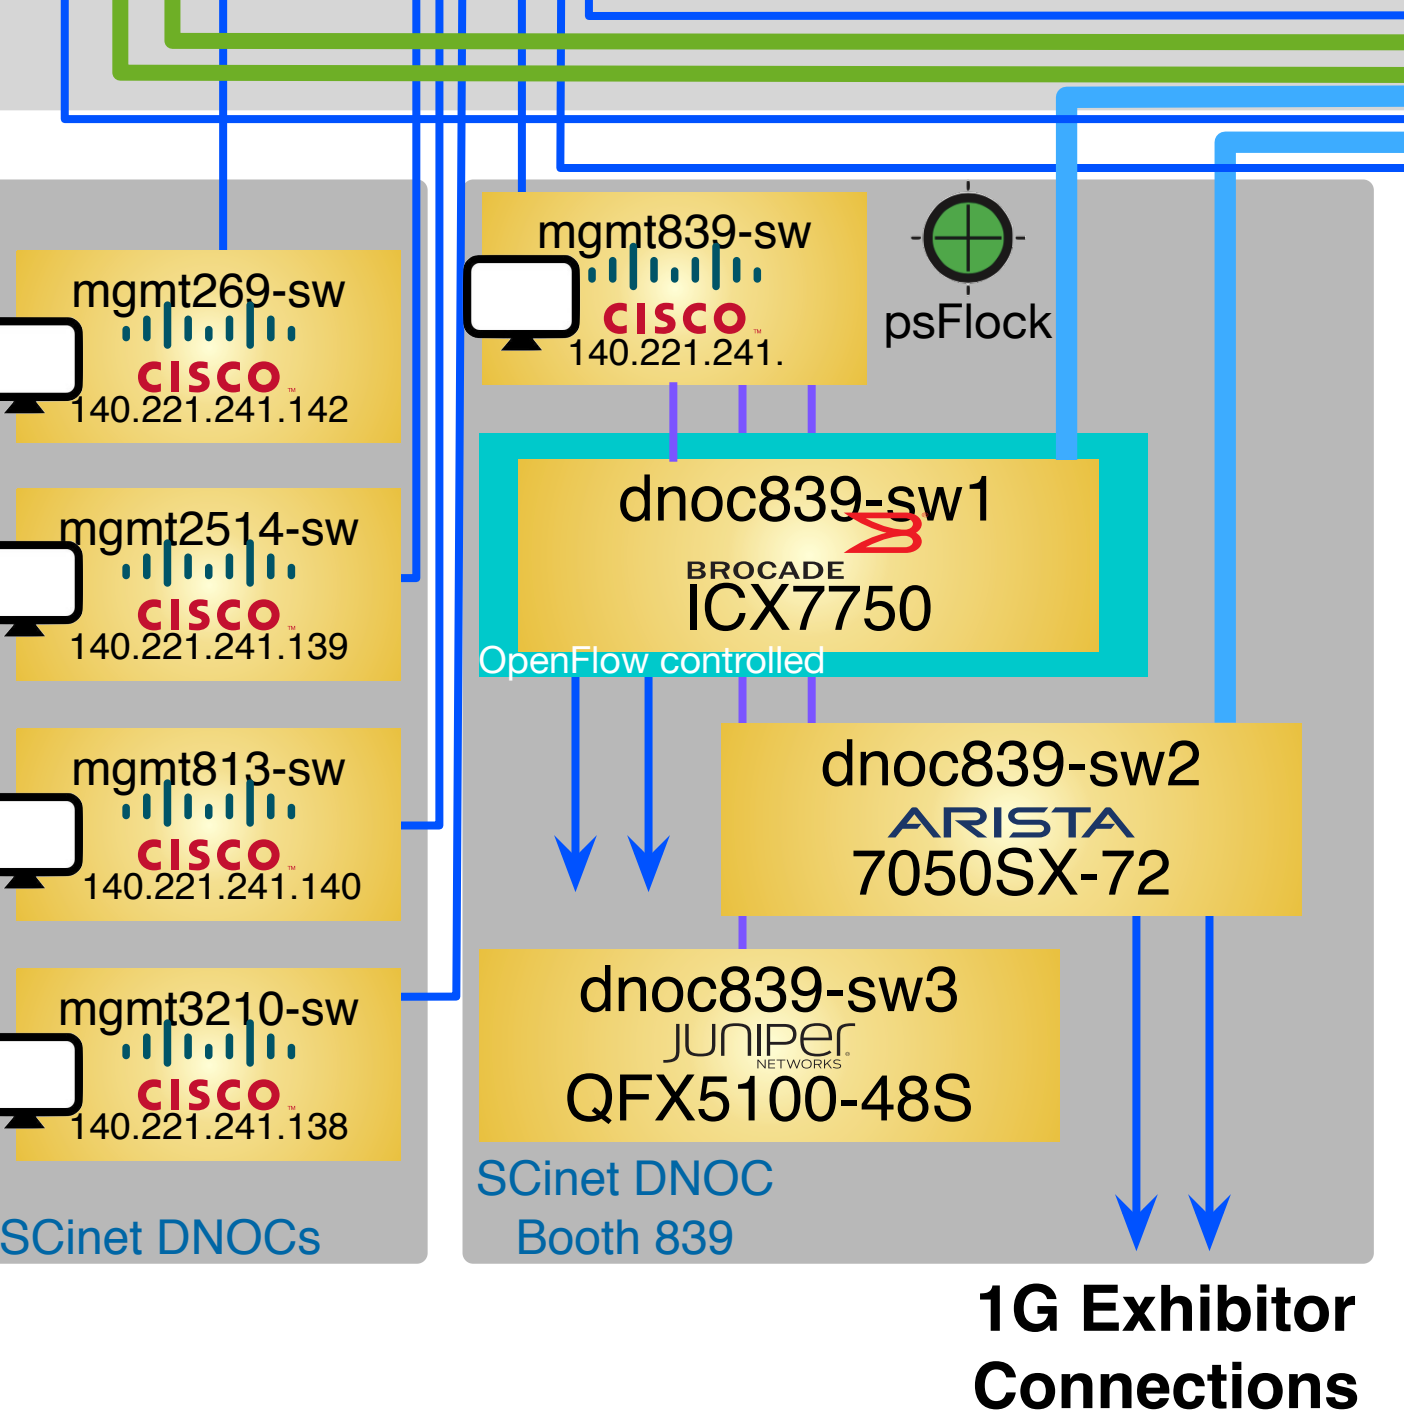 mgmt269-sw
CISCO
140.221.241.142
mgmt2514-sw
CISCO
140.221.241.139
mgmt813-sw
CISCO
140.221.241.140
mgmt3210-sw
CISCO
140.221.241.138
SCinet DNOCs
mgmt839-sw
CISCO
140.221.241.
psFlock
dnoc839-sw1
BROCADE
ICX7750
OpenFlow controlled
dnoc839-sw2
ARISTA
7050SX-72
dnoc839-sw3
JUNIPER
NETWORKS
QFX5100-48S
SCinet DNOC
Booth 839
1G Exhibitor
Connections